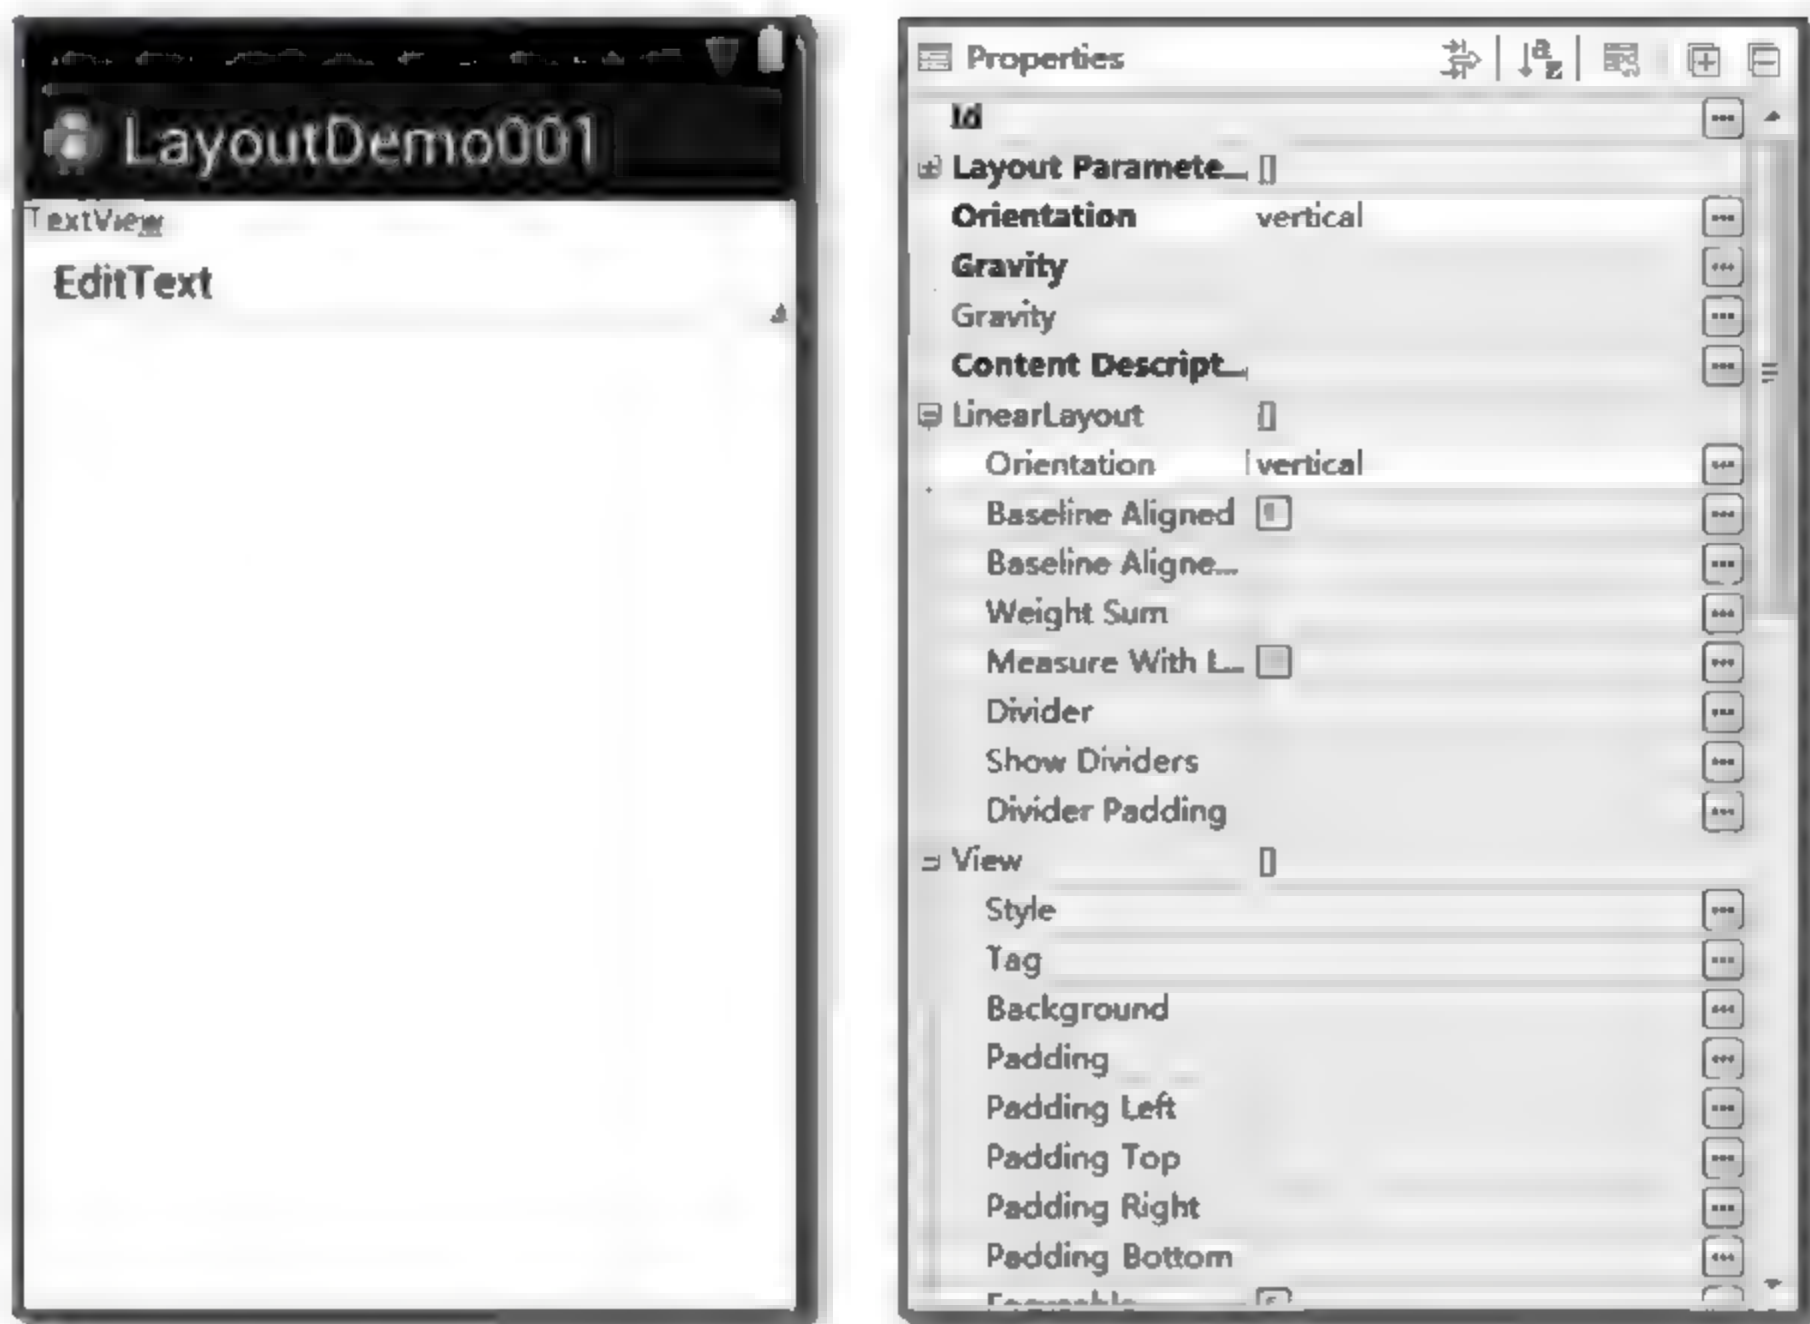 LayoutDemo001
TextView
EditText
Properties
Id
Layout Paramete... []
Orientation vertical
Gravity
Gravity
Content Descript...
LinearLayout []
Orientation vertical
Baseline Aligned
Baseline Aligne...
Weight Sum
Measure With L...
Divider
Show Dividers
Divider Padding
View []
Style
Tag
Background
Padding
Padding Left
Padding Top
Padding Right
Padding Bottom